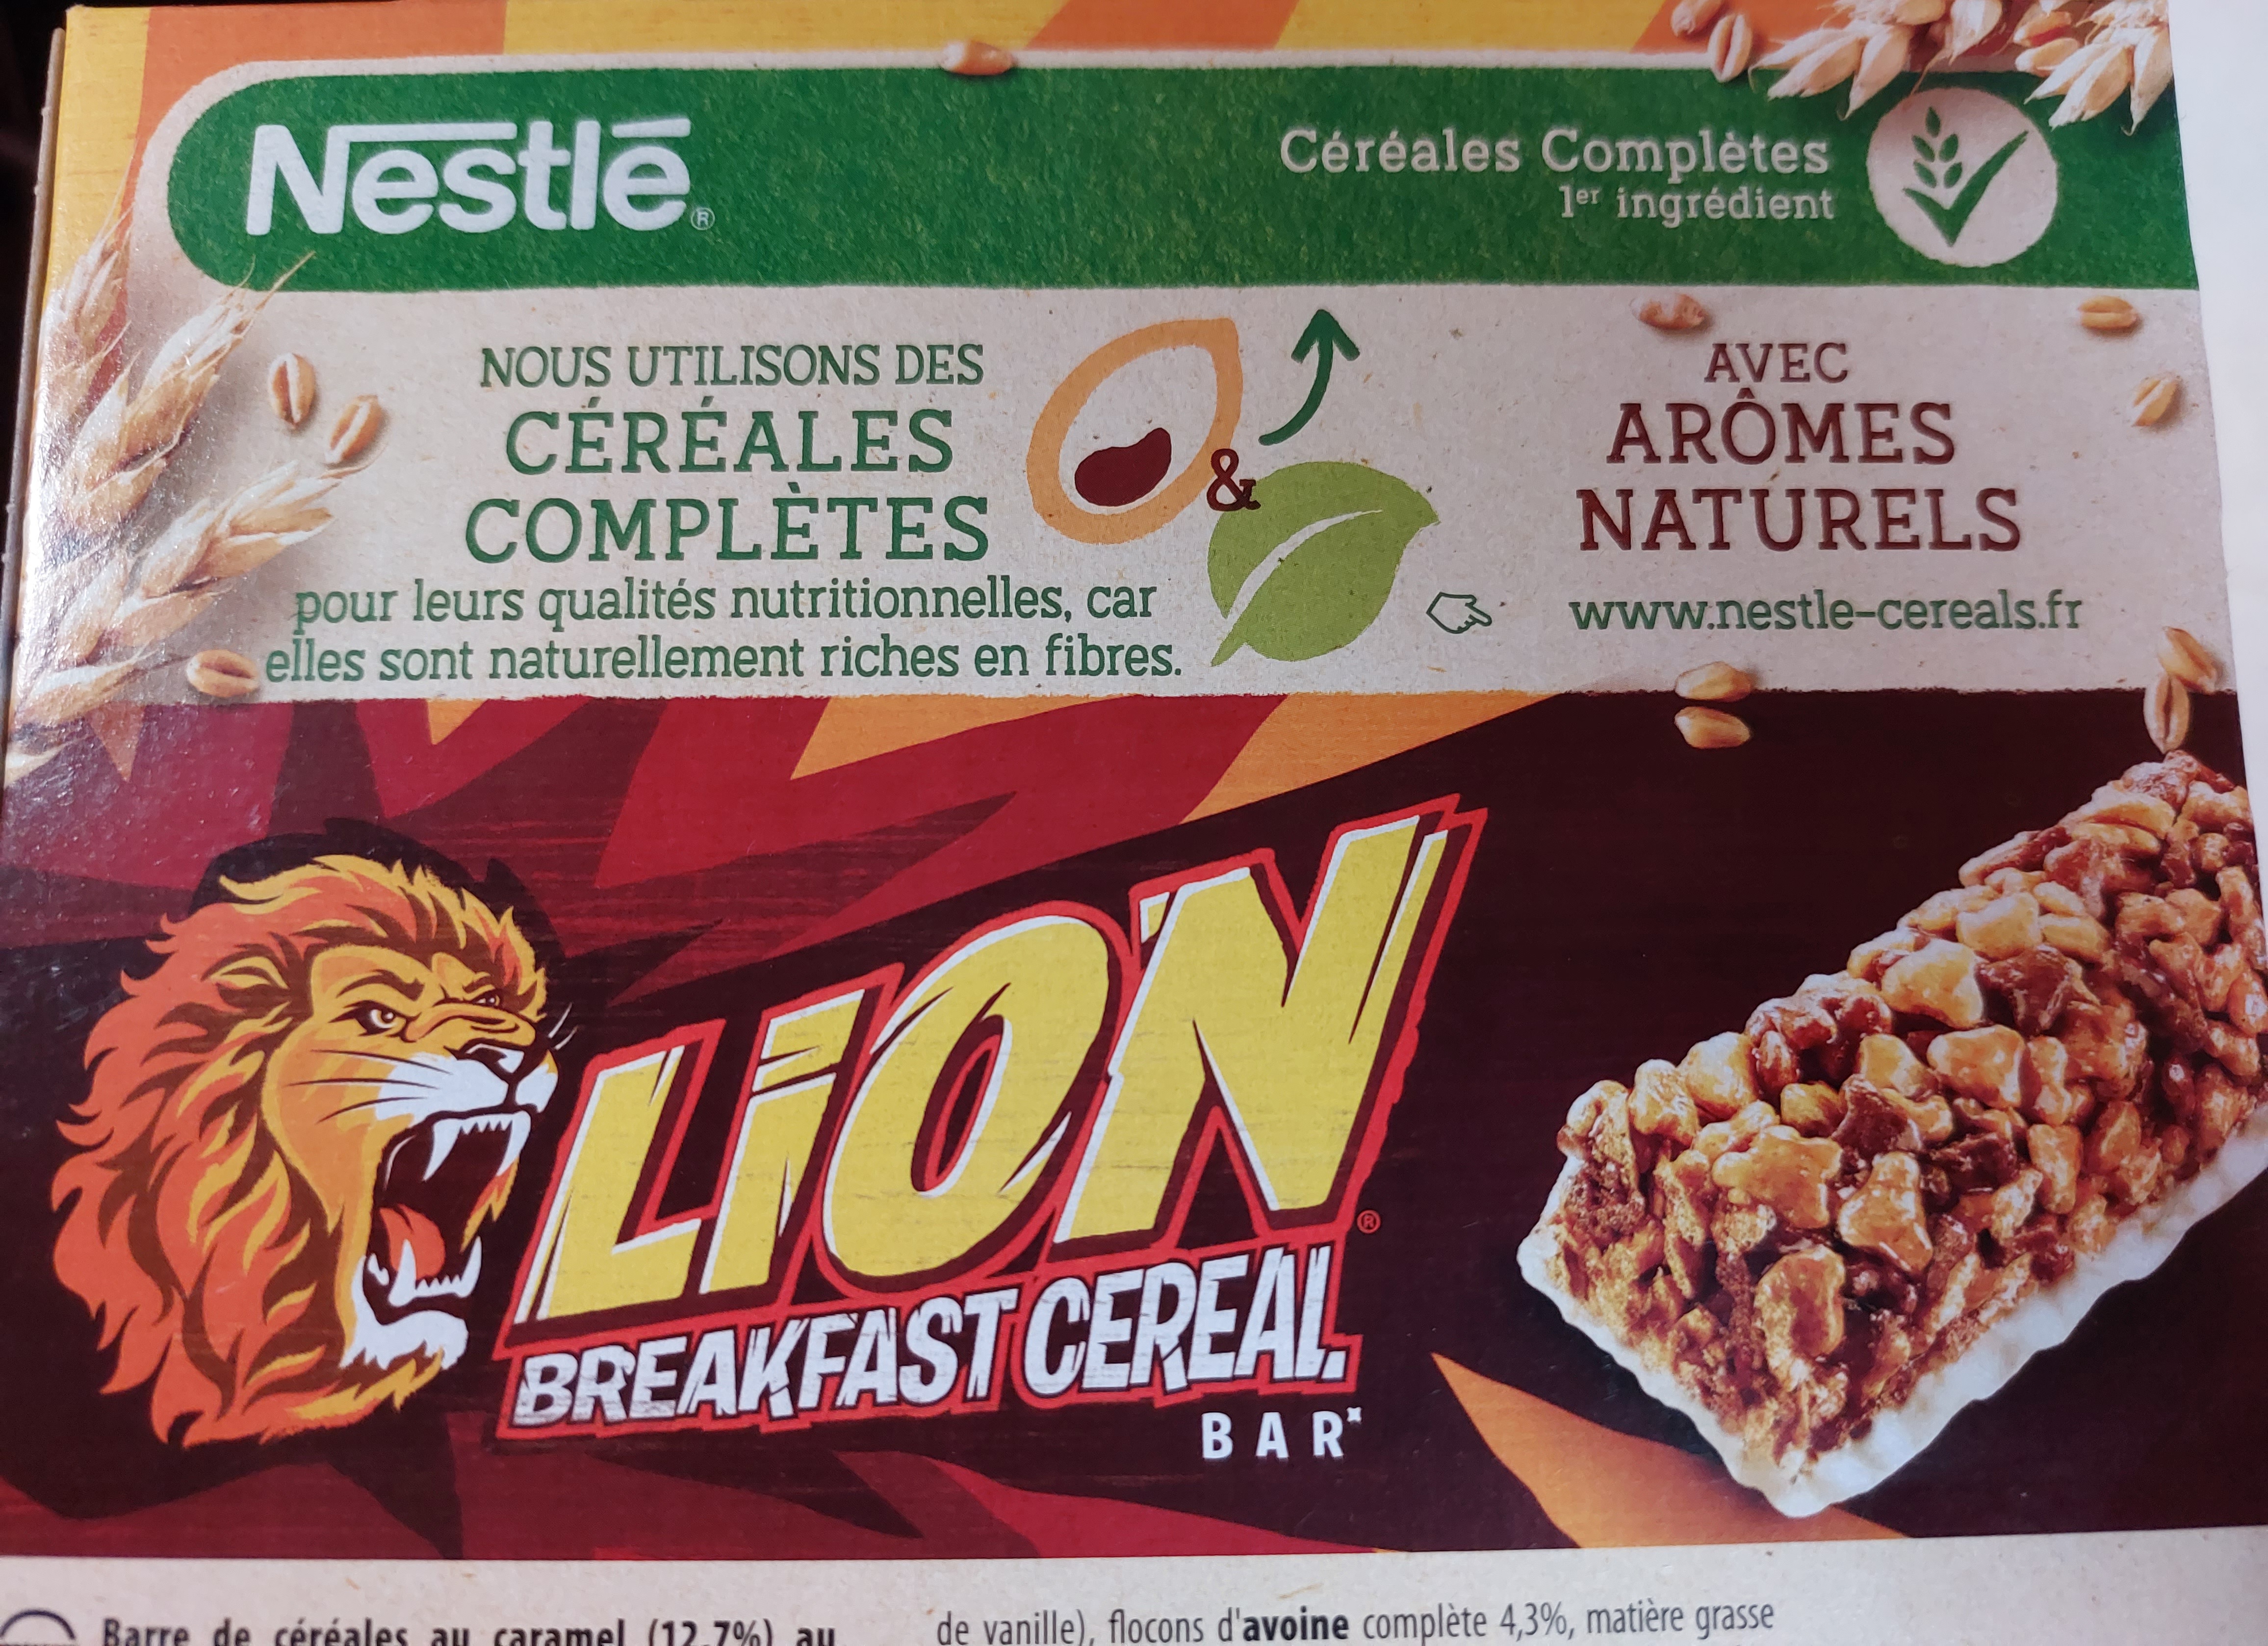 Nestlé®
Céréales Complètes
1er ingrédient
NOUS UTILISONS DES
CÉRÉALES
COMPLÈTES
pour leurs qualités nutritionnelles, car
elles sont naturellement riches en fibres.
&
AVEC
ARÔMES
NATURELS
www.nestle-cereals.fr
LION®
BREAKFAST CEREAL
BAR
Barre de céréales au caramel (12,7%) au
de vanille), flocons d'avoine complète 4,3%, matière grasse